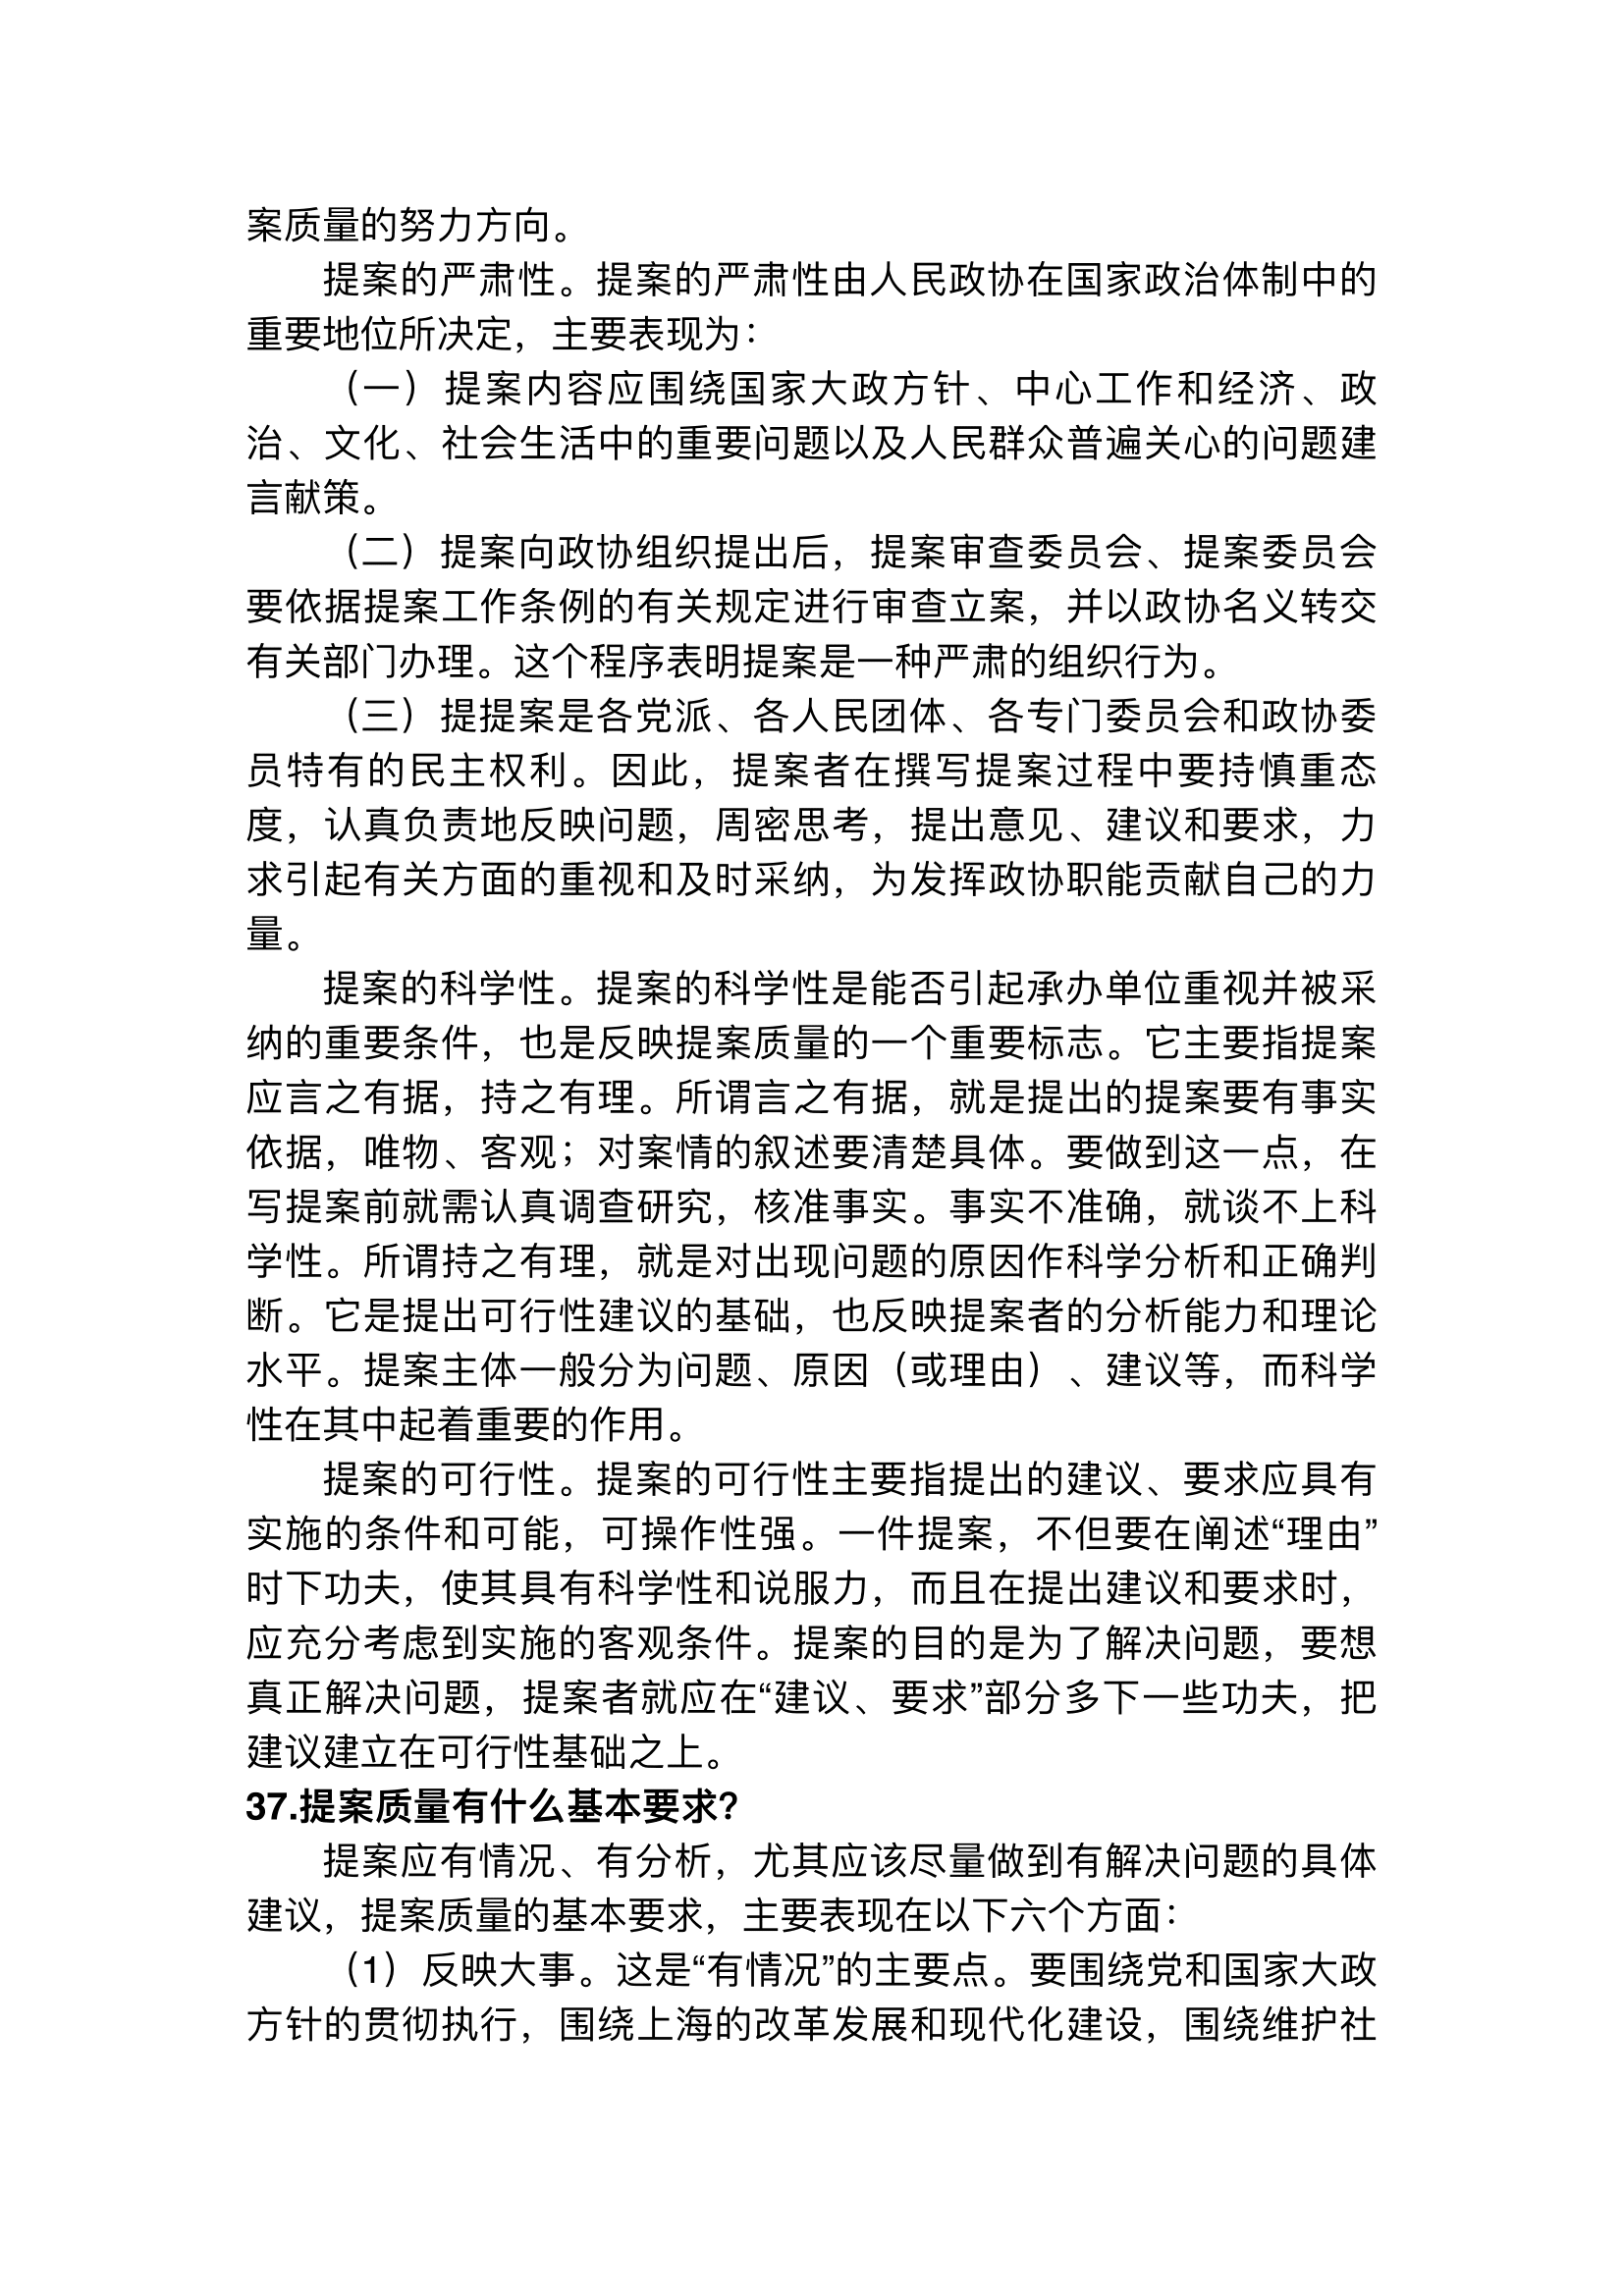 案质量的努力方向。
提案的严肃性。提案的严肃性由人民政协在国家政治体制中的
重要地位所决定，主要表现为：
（一）提案内容应围绕国家大政方针、中心工作和经济、政
治、文化、社会生活中的重要问题以及人民群众普遍关心的问题建
言献策。
（二）提案向政协组织提出后，提案审查委员会、提案委员会
要依据提案工作条例的有关规定进行审查立案，并以政协名义转交
有关部门办理。这个程序表明提案是一种严肃的组织行为。
（三）提提案是各党派、各人民团体、各专门委员会和政协委
员特有的民主权利。因此，提案者在撰写提案过程中要持慎重态
度，认真负责地反映问题，周密思考，提出意见、建议和要求，力
求引起有关方面的重视和及时采纳，为发挥政协职能贡献自己的力
量。
提案的科学性。提案的科学性是能否引起承办单位重视并被采
纳的重要条件，也是反映提案质量的一个重要标志。它主要指提案
应言之有据，持之有理。所谓言之有据，就是提出的提案要有事实
依据，唯物、客观；对案情的叙述要清楚具体。要做到这一点，在
写提案前就需认真调查研究，核准事实。事实不准确，就谈不上科
学性。所谓持之有理，就是对出现问题的原因作科学分析和正确判
断。它是提出可行性建议的基础，也反映提案者的分析能力和理论
水平。提案主体一般分为问题、原因（或理由）、建议等，而科学
性在其中起着重要的作用。
提案的可行性。提案的可行性主要指提出的建议、要求应具有
实施的条件和可能，可操作性强。一件提案，不但要在阐述“理由”
时下功夫，使其具有科学性和说服力，而且在提出建议和要求时，
应充分考虑到实施的客观条件。提案的目的是为了解决问题，要想
真正解决问题，提案者就应在“建议、要求”部分多下一些功夫，把
建议建立在可行性基础之上。
37.提案质量有什么基本要求?
提案应有情况、有分析，尤其应该尽量做到有解决问题的具体
建议，提案质量的基本要求，主要表现在以下六个方面：
（1）反映大事。这是“有情况”的主要点。要围绕党和国家大政
方针的贯彻执行，围绕上海的改革发展和现代化建设，围绕维护社